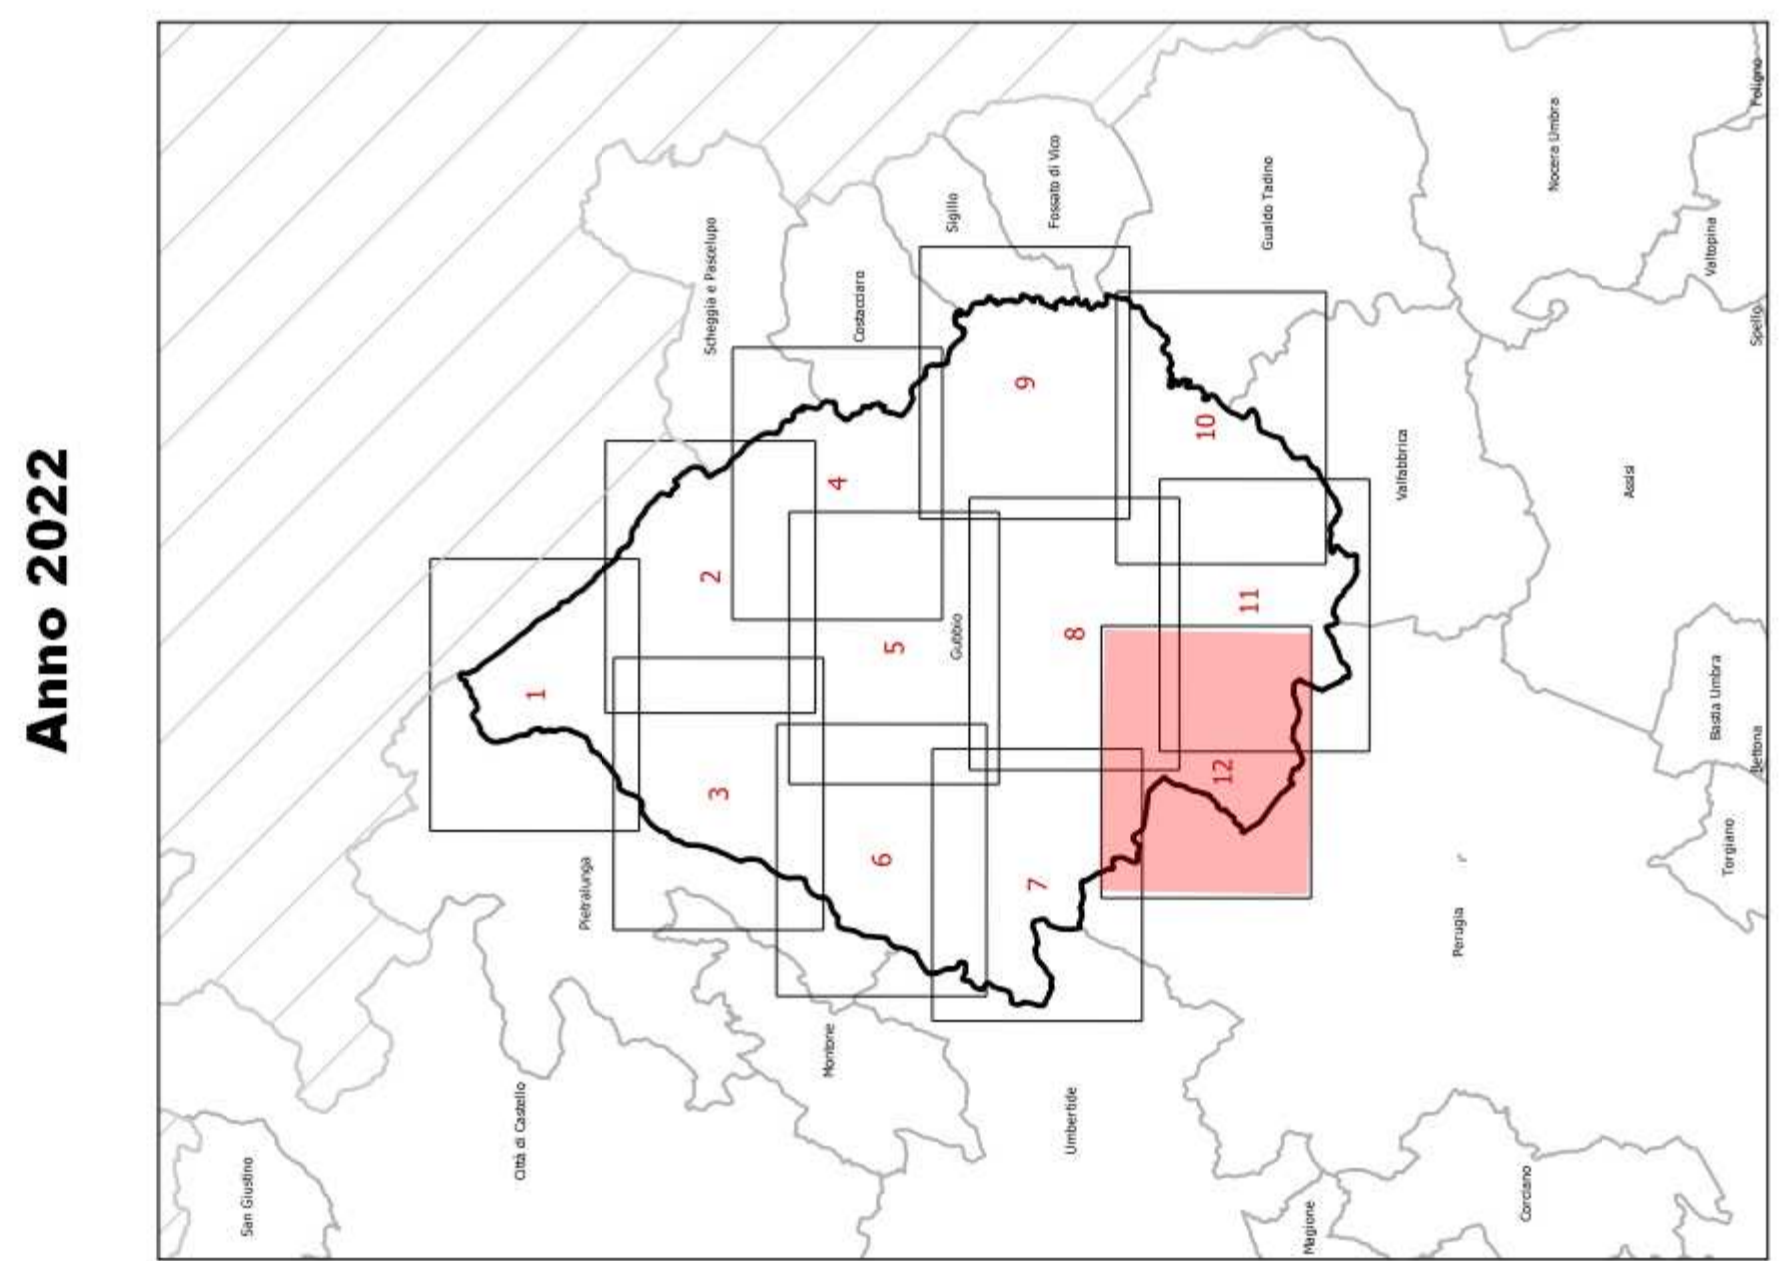 Anno 2022
San Giustino
Città di Castello
Pietralunga
Scheggia e Pascelupo
Montone
Costacciaro
Sigillo
Gubbio
Fossato di Vico
Umbertide
Gualdo Tadino
Magione
Valfabbrica
Perugia
Corciano
Nocera Umbra
Assisi
Valtopina
Bastia Umbra
Torgiano
Foligno
Spello
Bettona
1
2
3
4
5
6
7
8
9
10
11
12